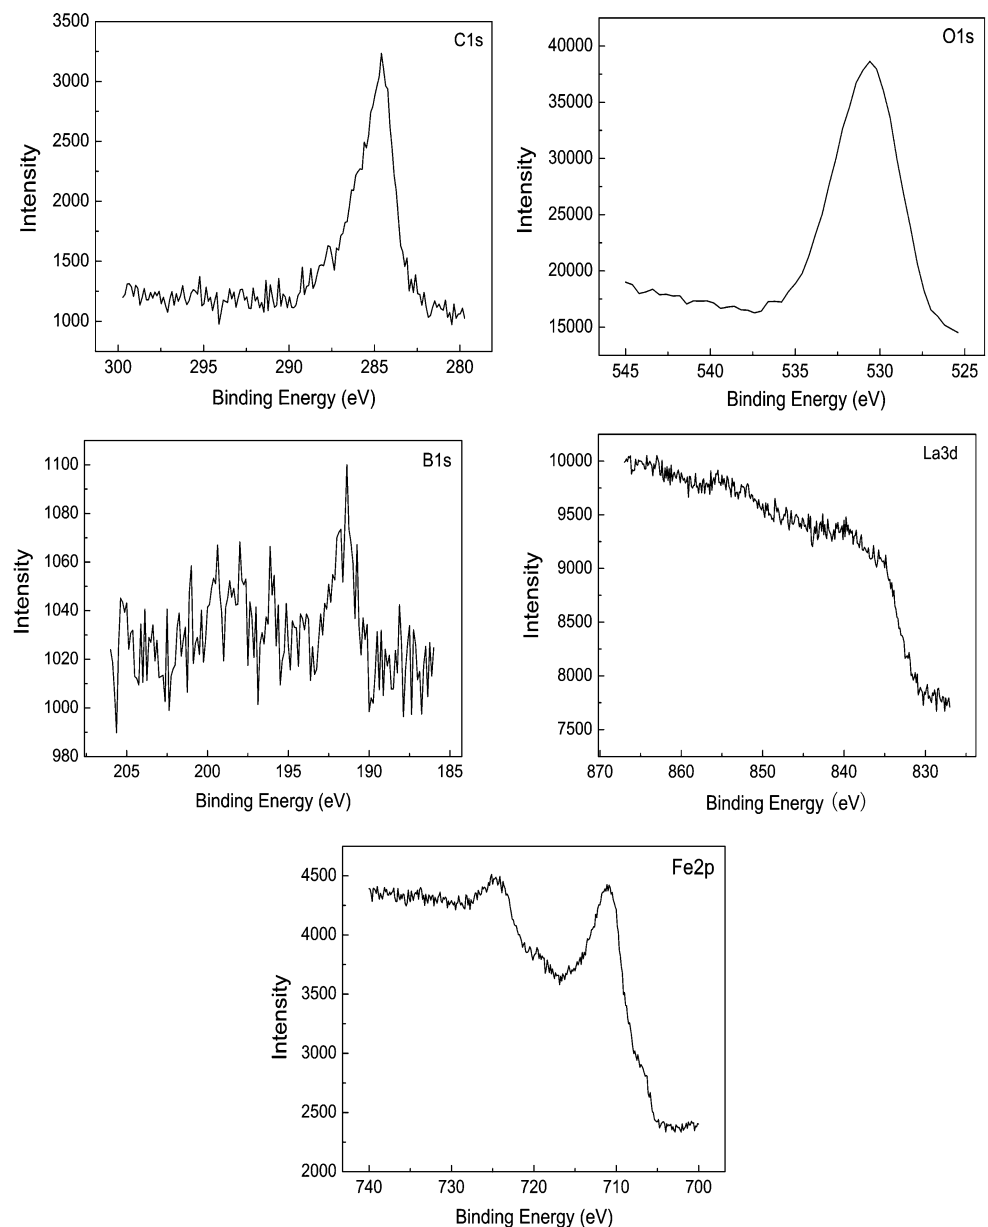 C1s
Intensity
3500
3000
2500
2000
1500
1000
300 295 290 285 280
Binding Energy (eV)
O1s
Intensity
40000
35000
30000
25000
20000
15000
545 540 535 530 525
Binding Energy (eV)
B1s
Intensity
1100
1080
1060
1040
1020
1000
980
205 200 195 190 185
Binding Energy (eV)
La3d
Intensity
10000
9500
9000
8500
8000
7500
870 860 850 840 830
Binding Energy (eV)
Fe2p
Intensity
4500
4000
3500
3000
2500
2000
740 730 720 710 700
Binding Energy (eV)